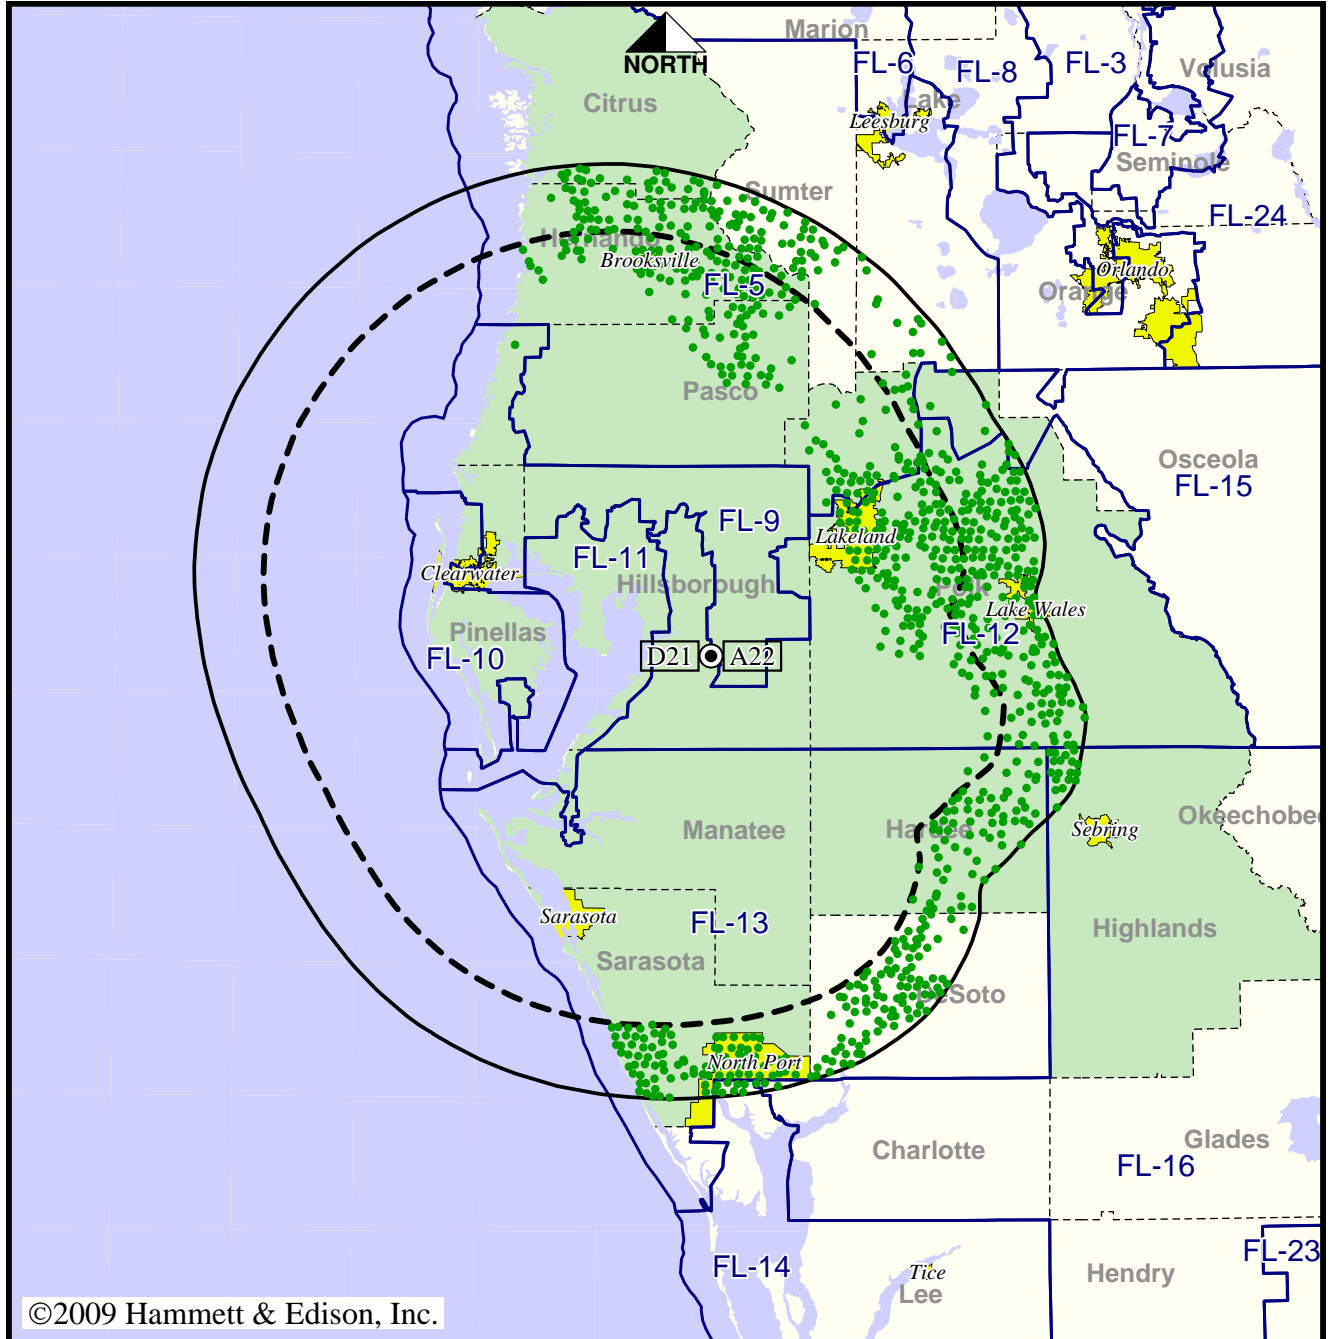 Marion
NORTH
FL-6
FL-8
FL-3
Volusia
Citrus
Lake
Leesburg
FL-7
Seminole
Sumter
FL-24
Hernando
Brooksville
FL-5
Orlando
Orange
Pasco
Osceola
FL-15
FL-9
Lakeland
FL-11
Clearwater
Hillsborough
Polk
Lake Wales
Pinellas
FL-12
FL-10
D21
A22
Manatee
Hardee
Sebring
Okeechobee
Sarasota
FL-13
Highlands
Sarasota
DeSoto
North Port
Charlotte
Glades
FL-16
FL-14
Tice
Lee
Hendry
FL-23
©2009 Hammett & Edison, Inc.